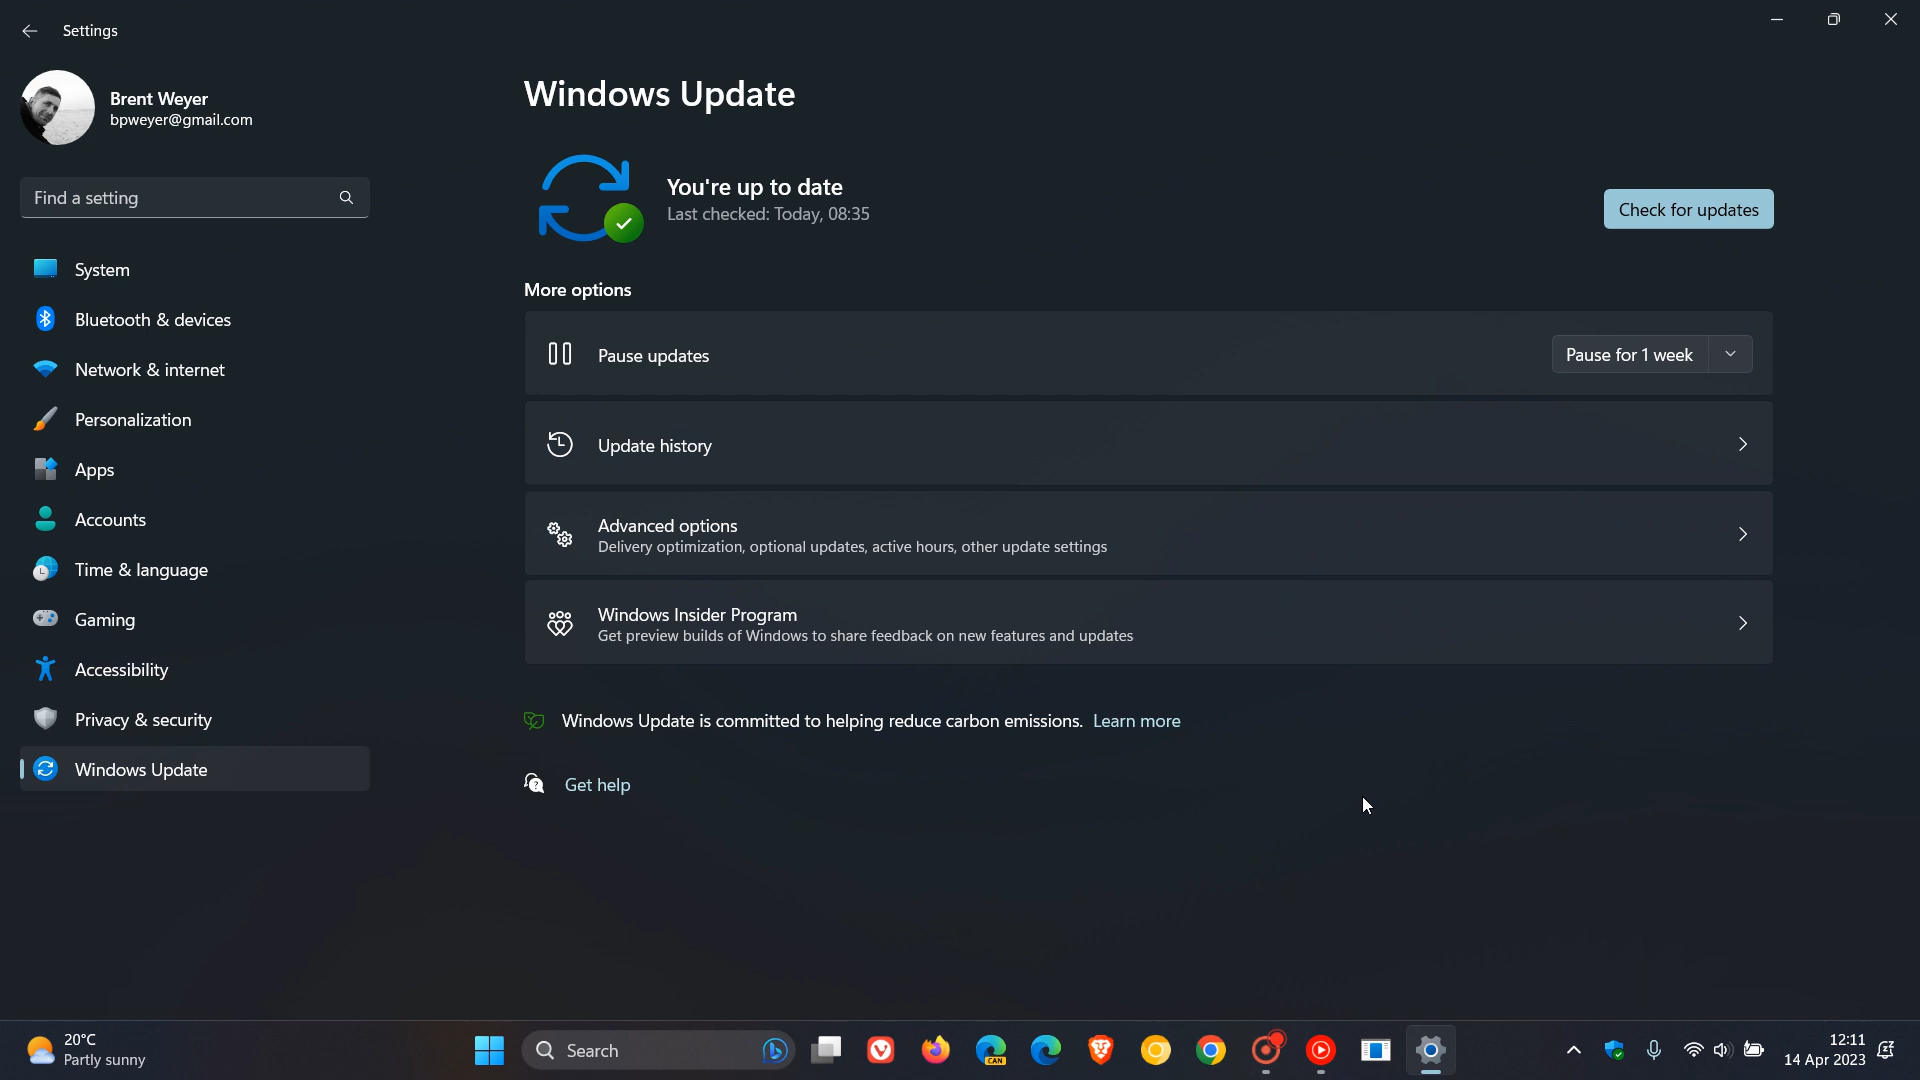 Settings
Brent Weyer
bpweyer@gmail.com
Find a setting
System
Bluetooth & devices
Network & internet
Personalization
Apps
Accounts
Time & language
Gaming
Accessibility
Privacy & security
Windows Update
Windows Update
You're up to date
Last checked: Today, 08:35
Check for updates
More options
Pause updates
Pause for 1 week
Update history
Advanced options
Delivery optimization, optional updates, active hours, other update settings
Windows Insider Program
Get preview builds of Windows to share feedback on new features and updates
Windows Update is committed to helping reduce carbon emissions. Learn more
Get help
20°C
Partly sunny
Search
CAN
12:11
14 Apr 2023